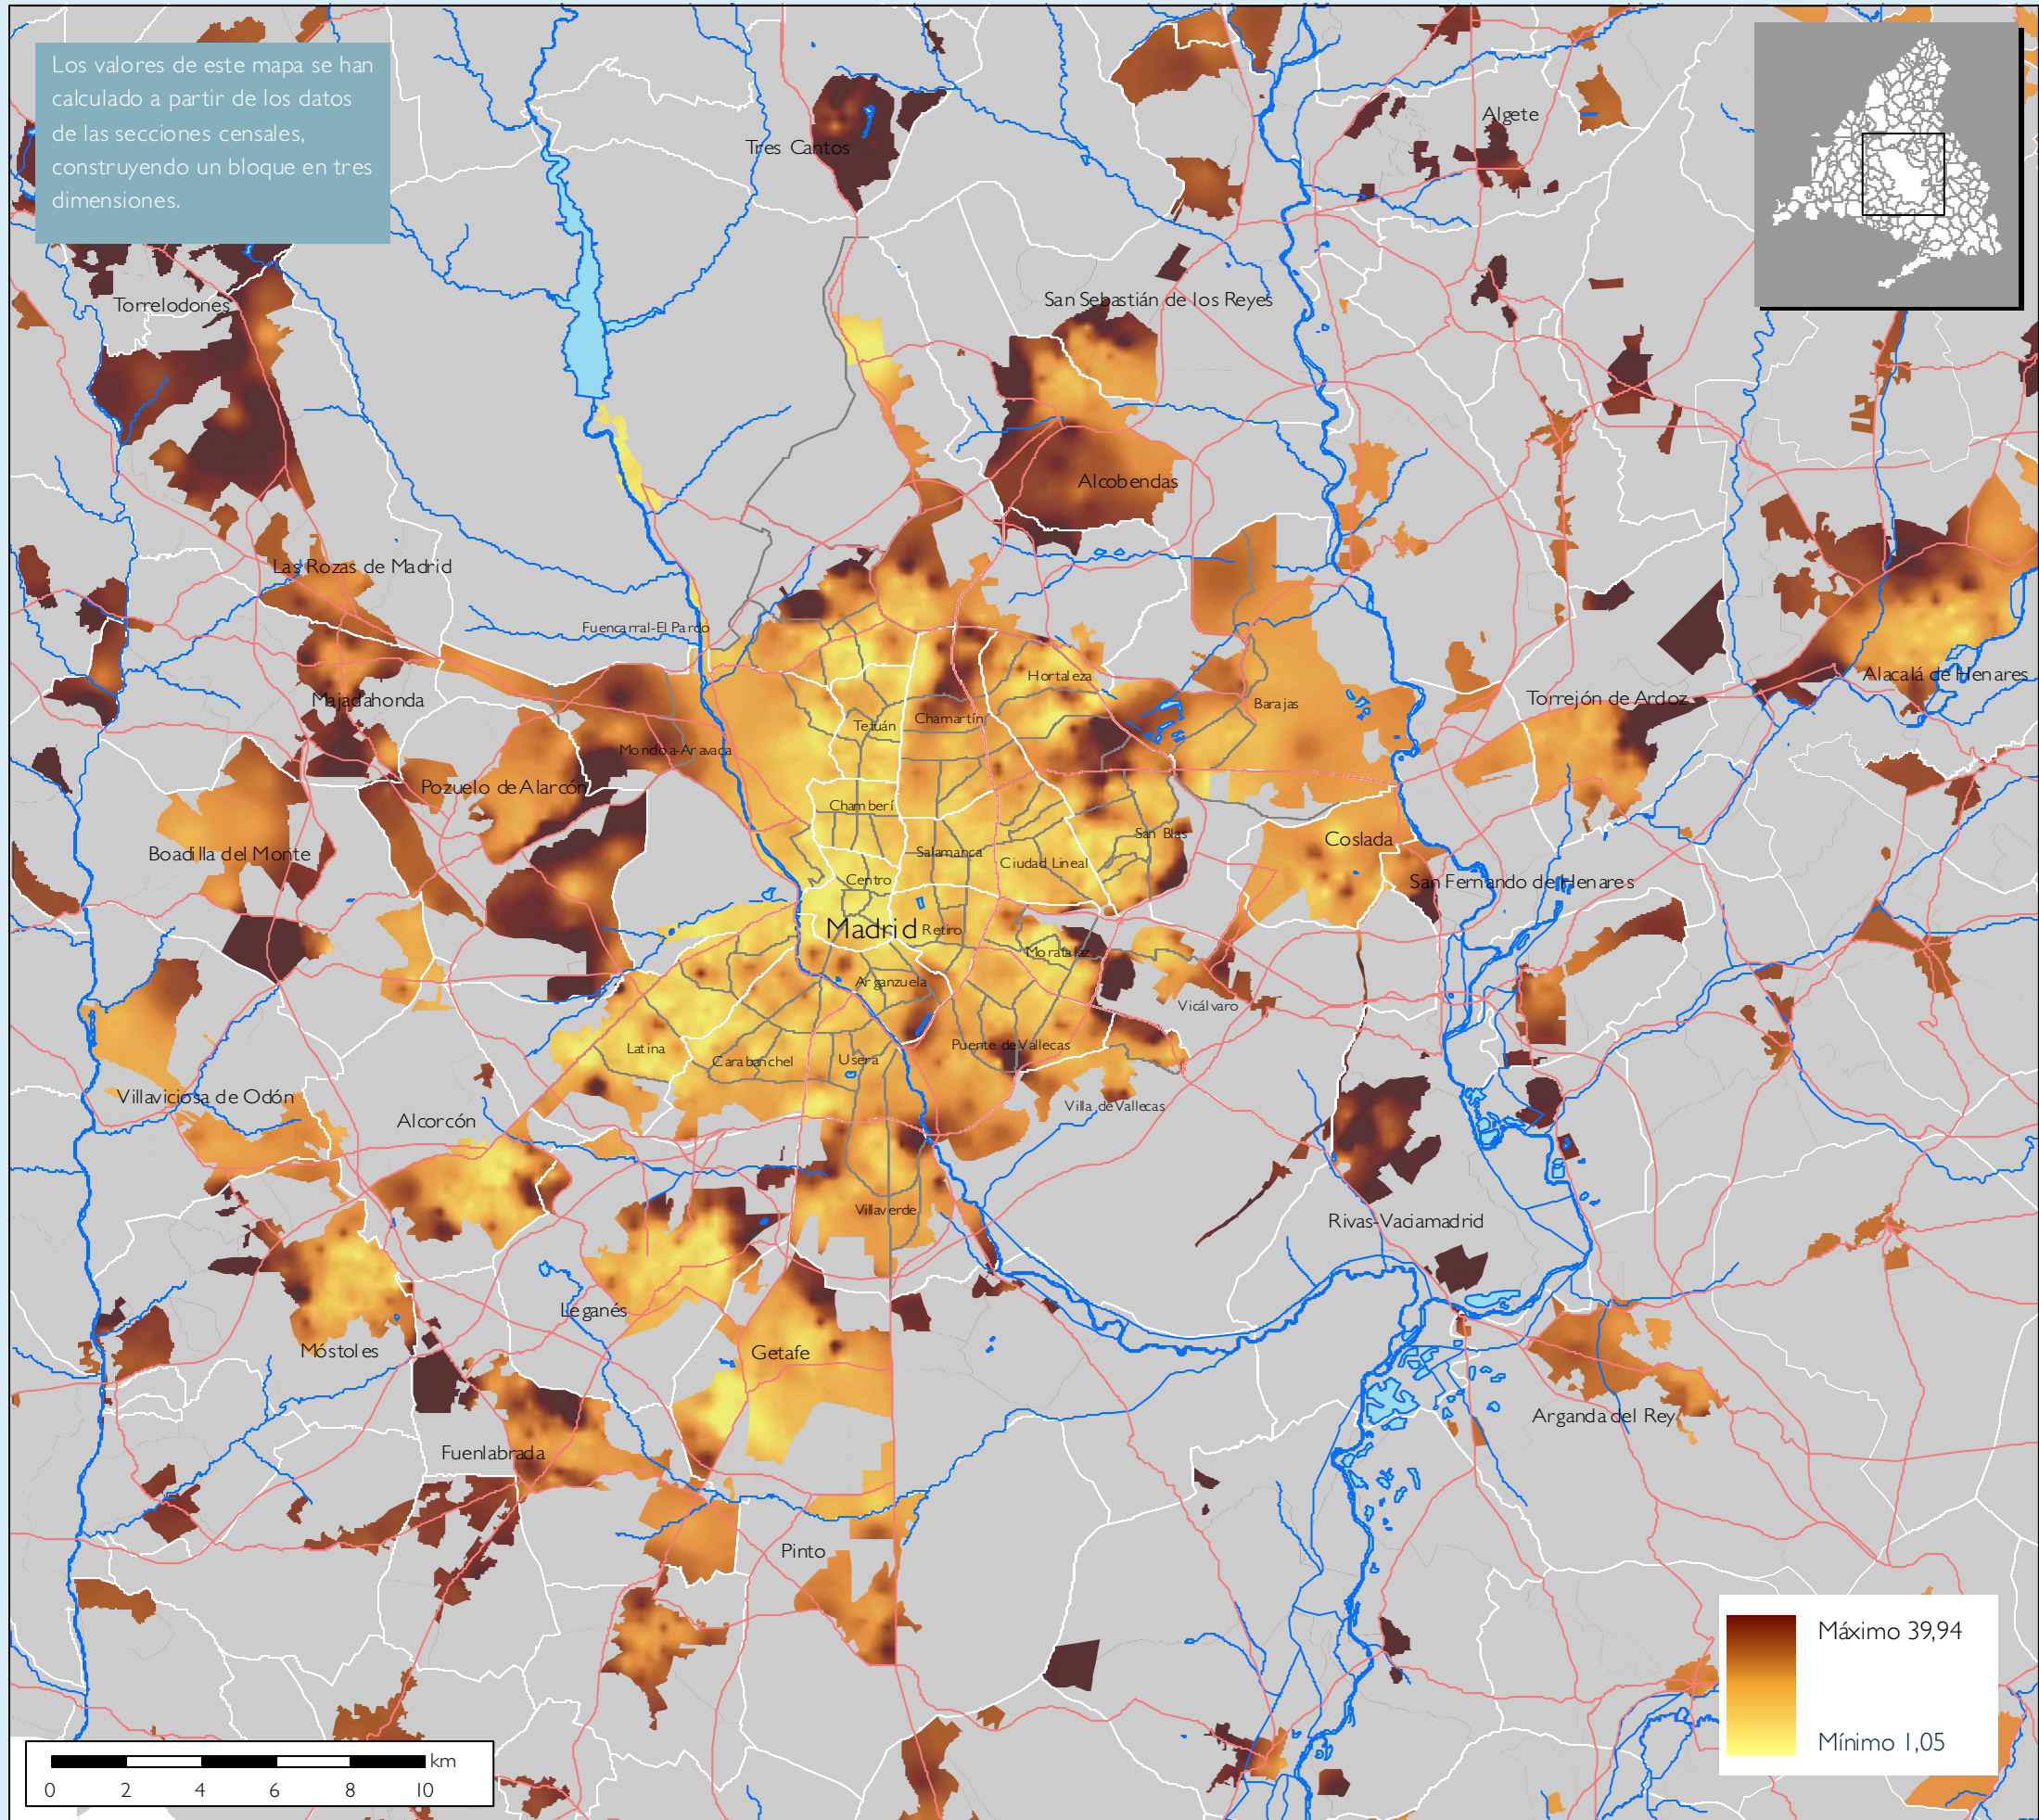 Los valores de este mapa se han
calculado a partir de los datos
de las secciones censales,
construyendo un bloque en tres
dimensiones.
Algete
Tres Cantos
San Sebastián de los Reyes
Torrelodones
Alcobendas
Las Rozas de Madrid
Fuencarral-El Pardo
Hortaleza
Alacalá de Henares
Majadahonda
Torrejón de Ardoz
Barajas
Chamartín
Tetuán
Mondoa-Aravaca
Pozuelo de Alarcón
Chamberí
San Blas
Coslada
Boadilla del Monte
Salamanca
Ciudad Lineal
Centro
San Fernando de Henares
Madrid
Retiro
Moratalaz
Arganzuela
Vicálvaro
Latina
Carabanchel
Usera
Puente de Vallecas
Villaviciosa de Odón
Villa de Vallecas
Alcorcón
Villaverde
Rivas-Vaciamadrid
Leganés
Móstoles
Getafe
Arganda del Rey
Fuenlabrada
Pinto
Máximo 39,94
Mínimo 1,05
km
0 2 4 6 8 10